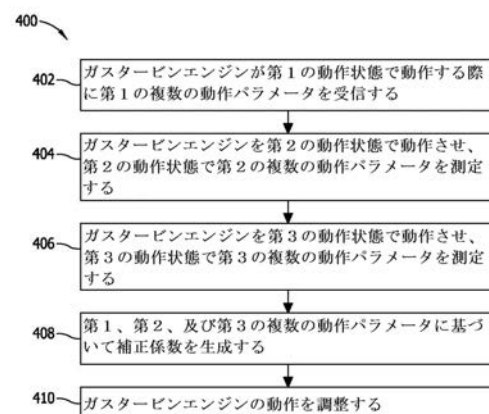 400
402
ガスタービンエンジンが第1の動作状態で動作する際
に第1の複数の動作パラメータを受信する
404
ガスタービンエンジンを第2の動作状態で動作させ、
第2の動作状態で第2の複数の動作パラメータを測定
する
406
ガスタービンエンジンを第3の動作状態で動作させ、
第3の動作状態で第3の複数の動作パラメータを測定
する
408
第1、第2、及び第3の複数の動作パラメータに基づ
いて補正係数を生成する
410
ガスタービンエンジンの動作を調整する